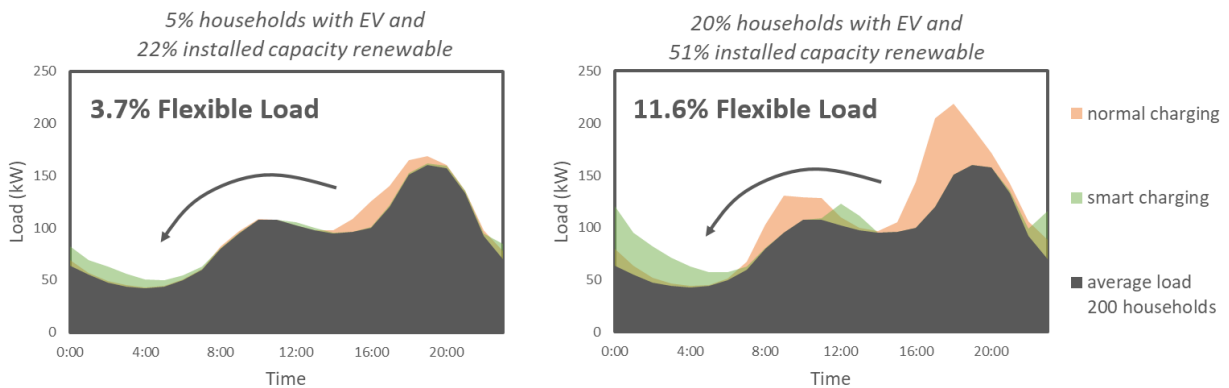 5% households with EV and
22% installed capacity renewable
250
200
150
100
50
0
Load (kW)
3.7% Flexible Load
0:00 4:00 8:00 12:00 16:00 20:00
Time
20% households with EV and
51% installed capacity renewable
250
200
150
100
50
0
Load (kW)
11.6% Flexible Load
0:00 4:00 8:00 12:00 16:00 20:00
Time
normal charging
smart charging
average load
200 households